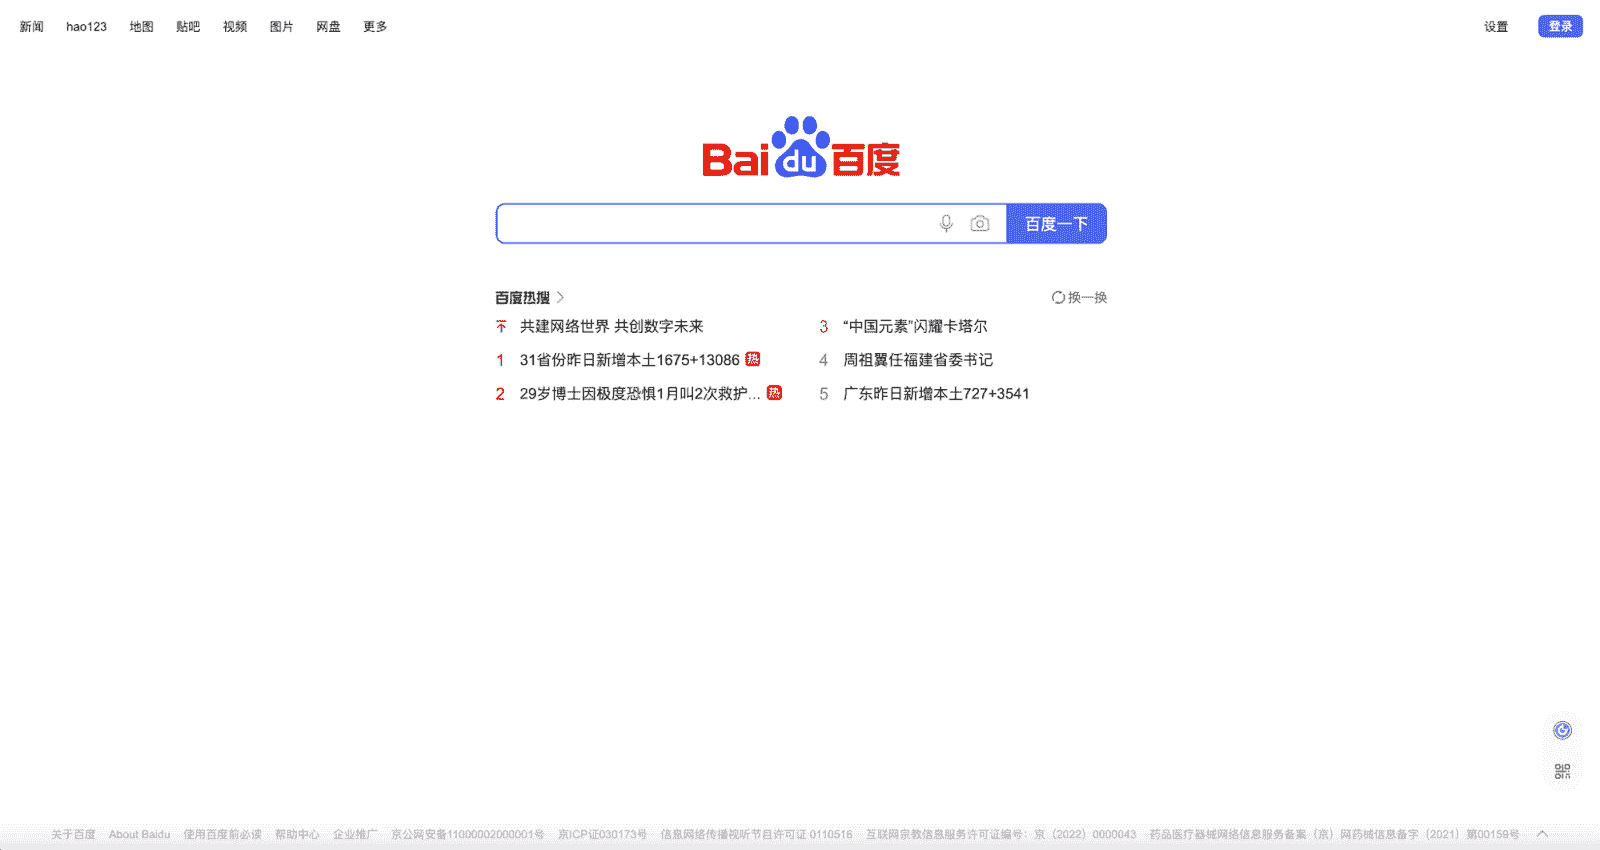 新闻 hao123 地图 贴吧 视频 图片 网盘 更多 设置 登录
Bai du 百度
百度一下
百度热搜 换一换
共建网络世界 共创数字未来
1 31省份昨日新增本土1675+13086 热
2 29岁博士因极度恐惧1月叫2次救护... 热
3 “中国元素”闪耀卡塔尔
4 周祖翼任福建省委书记
5 广东昨日新增本土727+3541
关于百度 About Baidu 使用百度前必读 帮助中心 企业推广 京公网安备11000002000001号 京ICP证030173号 信息网络传播视听节目许可证 0110516 互联网宗教信息服务许可证编号：京（2022）0000043 药品医疗器械网络信息服务备案（京）网药械信息备字（2021）第00159号